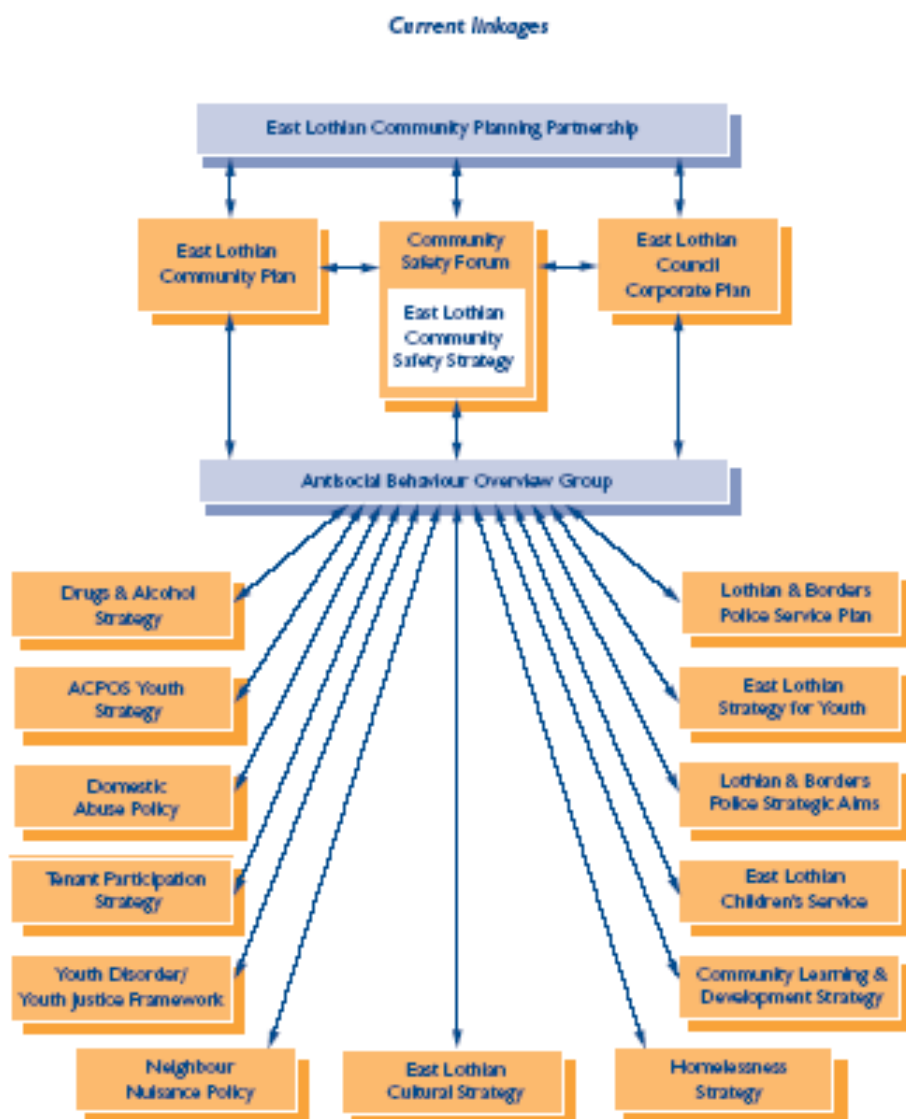 Current linkages
East Lothian Community Planning Partnership
East Lothian
Community Plan
Community
Safety Forum
East Lothian
Community
Safety Strategy
East Lothian
Council
Corporate Plan
Antisocial Behaviour Overview Group
Drugs & Alcohol
Strategy
Lothian & Borders
Police Service Plan
ACPOS Youth
Strategy
East Lothian
Strategy for Youth
Domestic
Abuse Policy
Lothian & Borders
Police Strategic Aims
Tenant Participation
Strategy
East Lothian
Children's Service
Youth Disorder/
Youth Justice Framework
Community Learning &
Development Strategy
Neighbour
Nuisance Policy
East Lothian
Cultural Strategy
Homelessness
Strategy